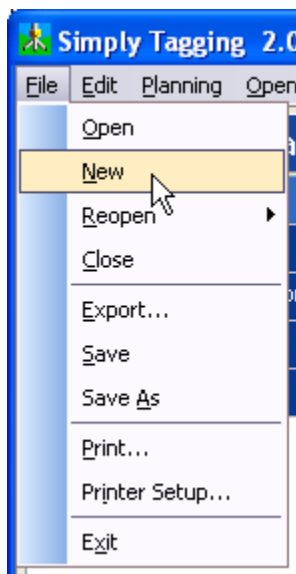 Simply Tagging 2.0
File Edit Planning Open
Open
New
Reopen
Close
Export...
Save
Save As
Print...
Printer Setup...
Exit